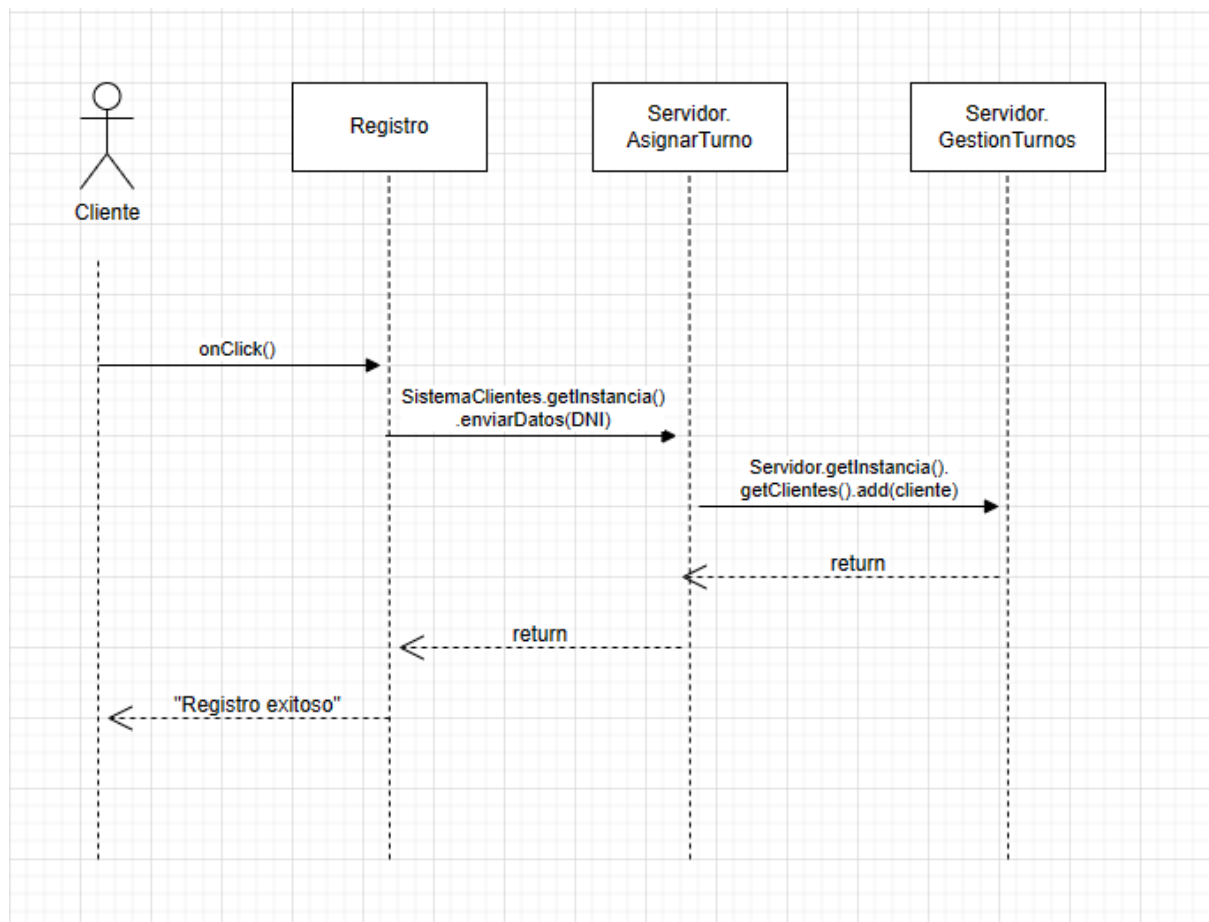 Registro
Servidor.
AsignarTurno
Servidor.
GestionTurnos
Cliente
onClick()
SistemaClientes.getInstancia()
.enviarDatos(DNI)
Servidor.getInstancia().
getClientes().add(cliente)
return
return
"Registro exitoso"